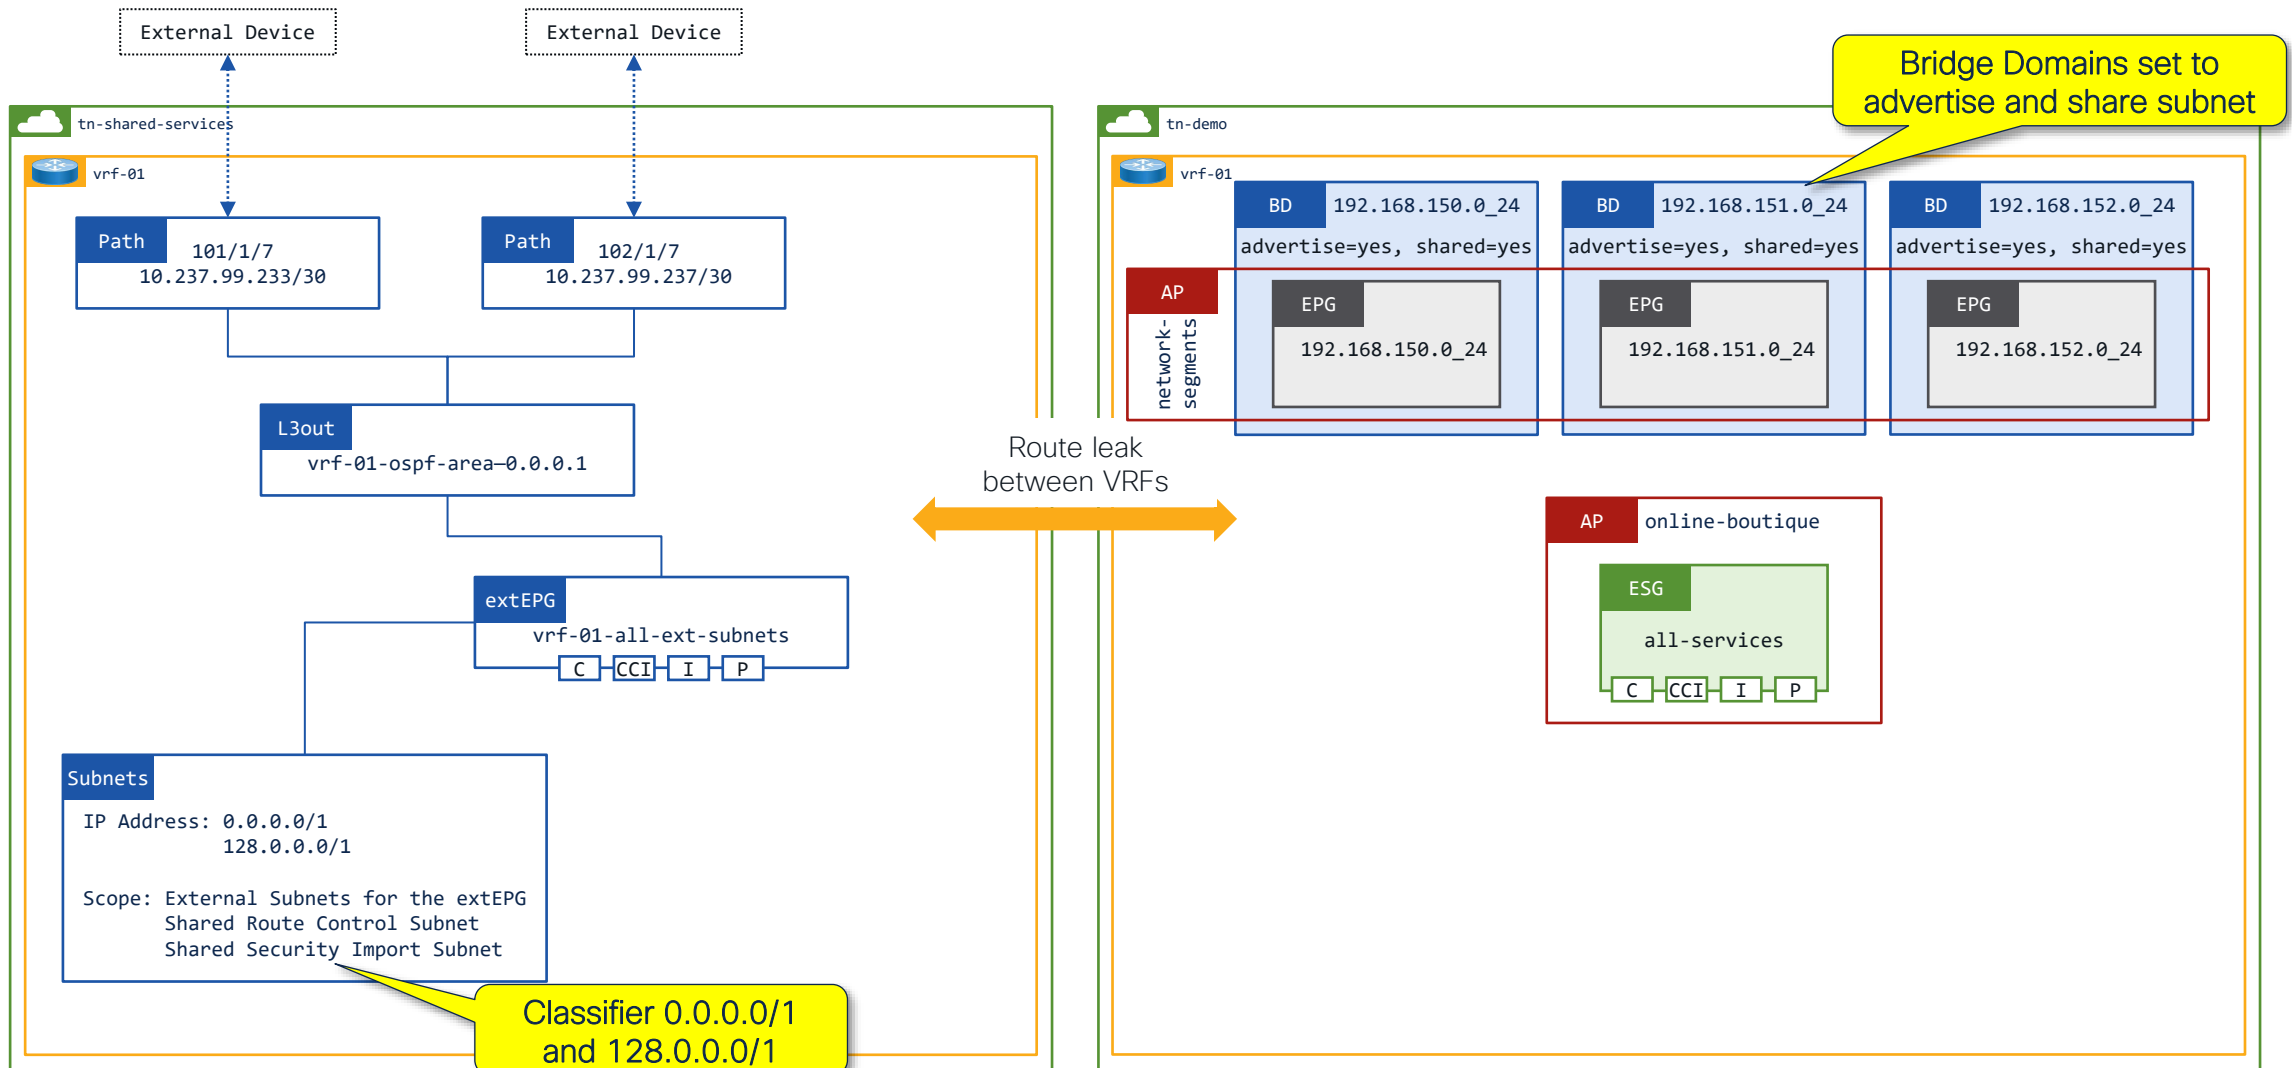 External Device
External Device
Bridge Domains set to
advertise and share subnet
tn-shared-services
vrf-01
Path
101/1/7
10.237.99.233/30
Path
102/1/7
10.237.99.237/30
L3out
vrf-01-ospf-area–0.0.0.1
extEPG
vrf-01-all-ext-subnets
C
CCI
I
P
Subnets
IP Address: 0.0.0.0/1
128.0.0.0/1
Scope: External Subnets for the extEPG
Shared Route Control Subnet
Shared Security Import Subnet
Classifier 0.0.0.0/1
and 128.0.0.0/1
Route leak
between VRFs
tn-demo
vrf-01
BD
192.168.150.0_24
advertise=yes, shared=yes
BD
192.168.151.0_24
advertise=yes, shared=yes
BD
192.168.152.0_24
advertise=yes, shared=yes
AP
network-
segments
EPG
192.168.150.0_24
EPG
192.168.151.0_24
EPG
192.168.152.0_24
AP
online-boutique
ESG
all-services
C
CCI
I
P